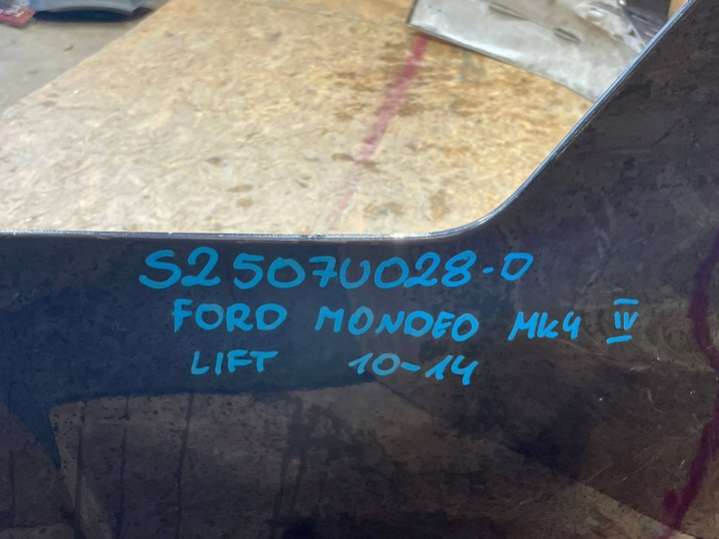 S2507U028-D
FORD MONDEO MK4 IV
LIFT 10-14